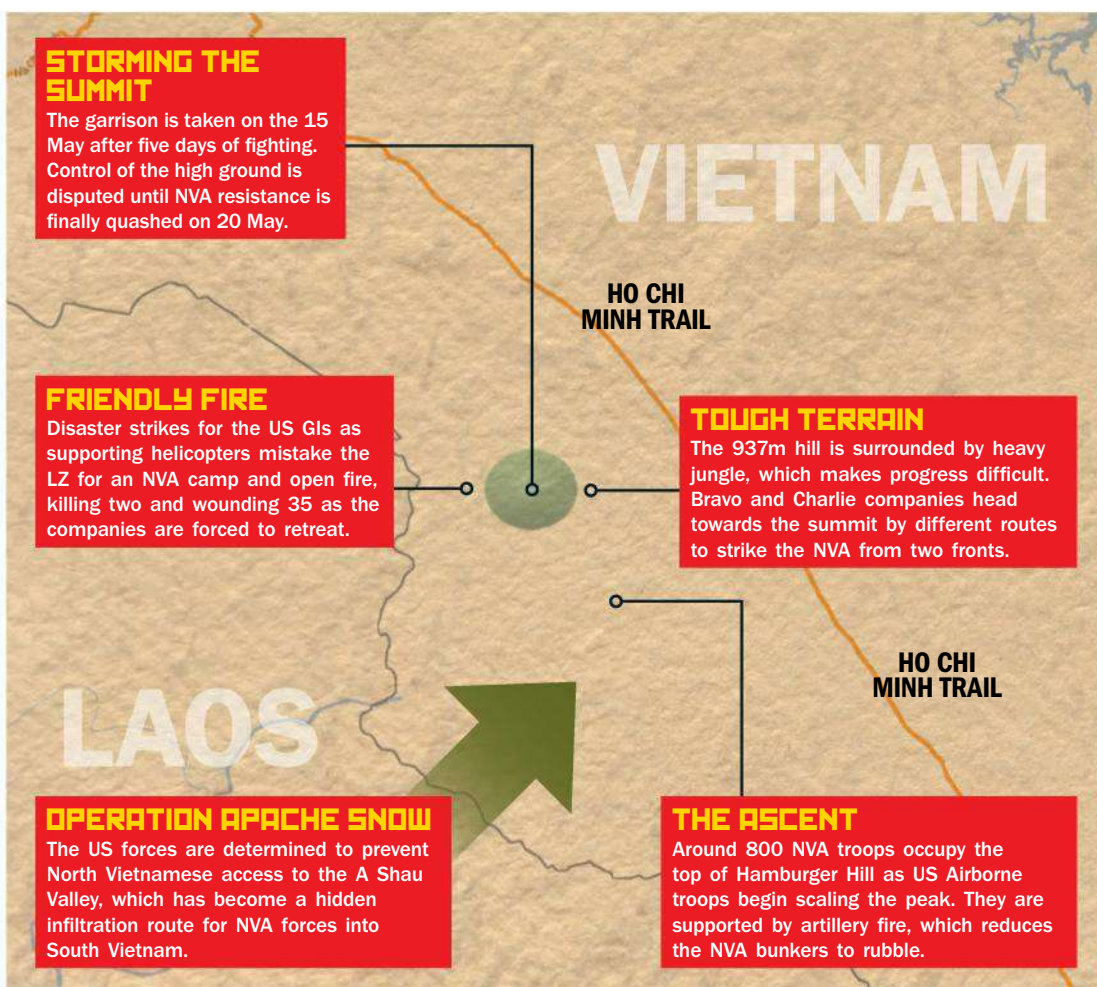 STORMING THE
SUMMIT
The garrison is taken on the 15
May after five days of fighting.
Control of the high ground is
disputed until NVA resistance is
finally quashed on 20 May.
VIETNAM
HO CHI
MINH TRAIL
FRIENDLY FIRE
Disaster strikes for the US GIs as
supporting helicopters mistake the
LZ for an NVA camp and open fire,
killing two and wounding 35 as the
companies are forced to retreat.
TOUGH TERRAIN
The 937m hill is surrounded by heavy
jungle, which makes progress difficult.
Bravo and Charlie companies head
towards the summit by different routes
to strike the NVA from two fronts.
HO CHI
MINH TRAIL
LAOS
OPERATION APACHE SNOW
The US forces are determined to prevent
North Vietnamese access to the A Shau
Valley, which has become a hidden
infiltration route for NVA forces into
South Vietnam.
THE ASCENT
Around 800 NVA troops occupy the
top of Hamburger Hill as US Airborne
troops begin scaling the peak. They are
supported by artillery fire, which reduces
the NVA bunkers to rubble.